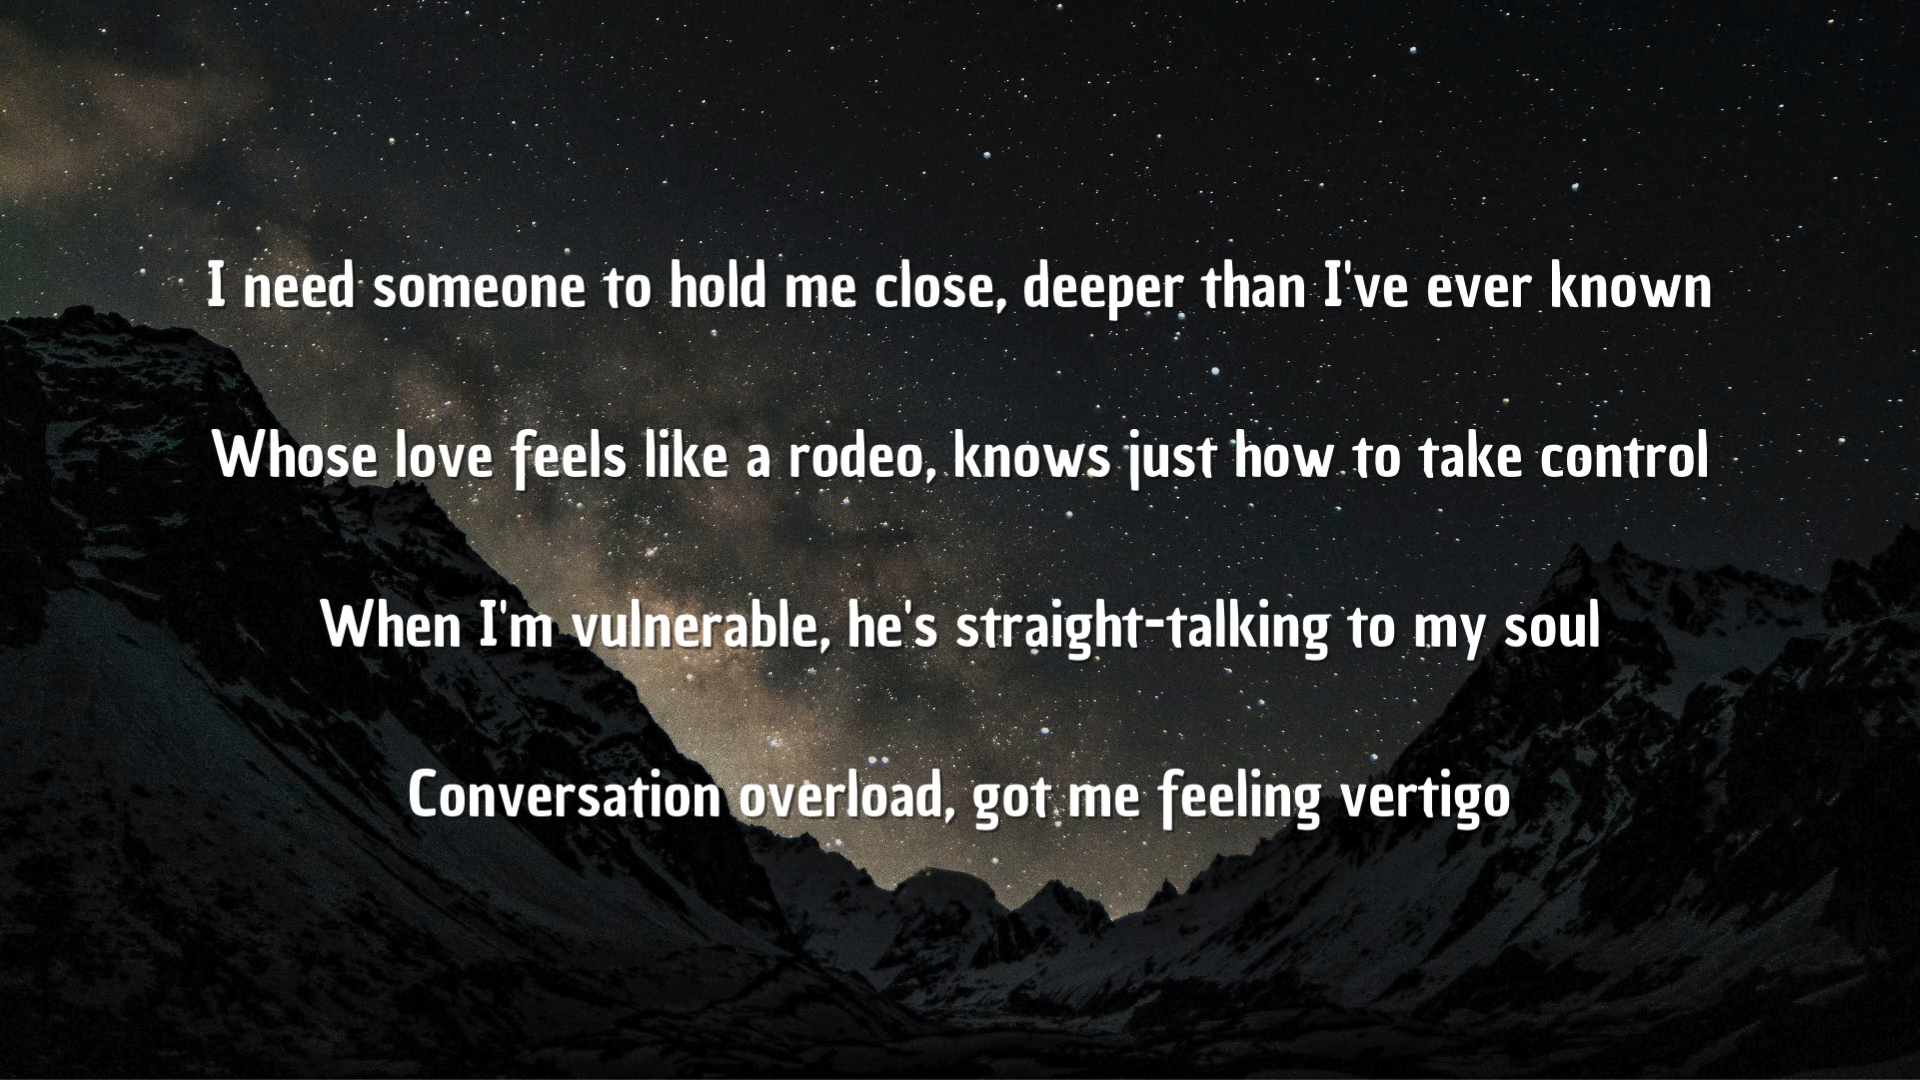 I need someone to hold me close, deeper than I've ever known
Whose love feels like a rodeo, knows just how to take control
When I'm vulnerable, he's straight-talking to my soul
Conversation overload, got me feeling vertigo